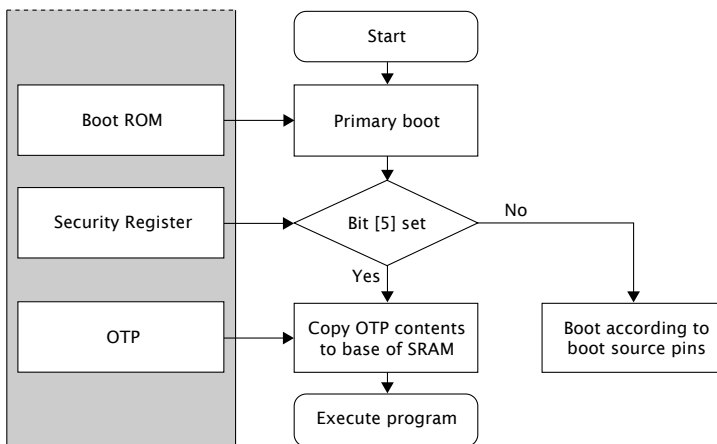 Start
Boot ROM
Primary boot
Security Register
Bit [5] set
No
Yes
OTP
Copy OTP contents
to base of SRAM
Boot according to
boot source pins
Execute program